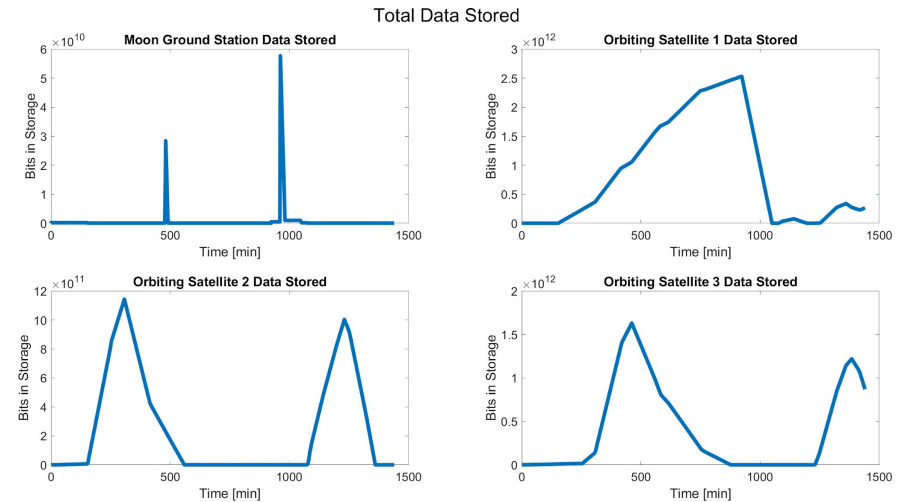 Total Data Stored
Moon Ground Station Data Stored
×10^10
6
5
4
3
2
1
0
Bits in Storage
0 500 1000 1500
Time [min]
Orbiting Satellite 1 Data Stored
×10^12
3
2.5
2
1.5
1
0.5
0
Bits in Storage
0 500 1000 1500
Time [min]
Orbiting Satellite 2 Data Stored
×10^11
12
10
8
6
4
2
0
Bits in Storage
0 500 1000 1500
Time [min]
Orbiting Satellite 3 Data Stored
×10^12
2
1.5
1
0.5
0
Bits in Storage
0 500 1000 1500
Time [min]